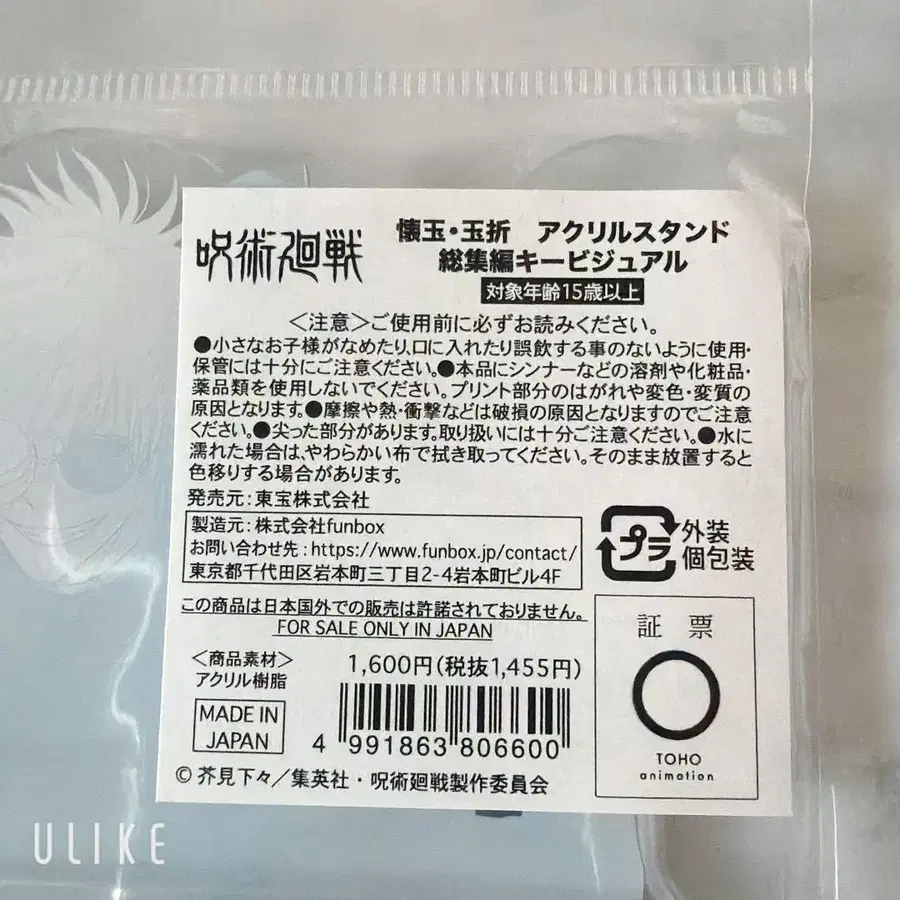 呪術廻戦
懐玉・玉折　アクリルスタンド
総集編キービジュアル
対象年齢15歳以上
＜注意＞ご使用前に必ずお読みください。
●小さなお子様がなめたり、口に入れたり誤飲する事のないように使用・
保管には十分にご注意ください。●本品にシンナーなどの溶剤や化粧品・
薬品類を使用しないでください。プリント部分のはがれや変色・変質の
原因となります。●摩擦や熱・衝撃などは破損の原因となりますのでご注意
ください。●尖った部分があります。取り扱いには十分ご注意ください。●水に
濡れた場合は、やわらかい布で拭き取ってください。そのまま放置すると
色移りする場合があります。
発売元：東宝株式会社
製造元：株式会社funbox
お問い合わせ先：https://www.funbox.jp/contact/
東京都千代田区岩本町三丁目2-4岩本町ビル4F
プラ
外装
個包装
この商品は日本国外での販売は許諾されておりません。
FOR SALE ONLY IN JAPAN
＜商品素材＞
アクリル樹脂
1,600円（税抜1,455円）
MADE IN
JAPAN
4 991863 806600
©芥見下々／集英社・呪術廻戦製作委員会
証 票
TOHO
animation
ULIKE